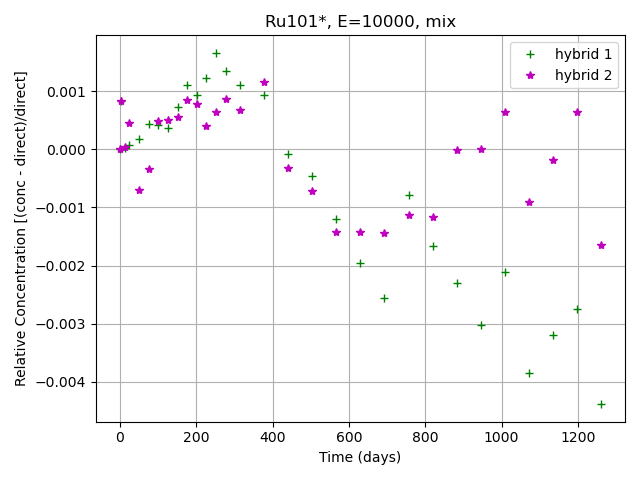 Ru101*, E=10000, mix
hybrid 1
hybrid 2
0.001
0.000
−0.001
−0.002
−0.003
−0.004
Relative Concentration [(conc - direct)/direct]
0 200 400 600 800 1000 1200
Time (days)